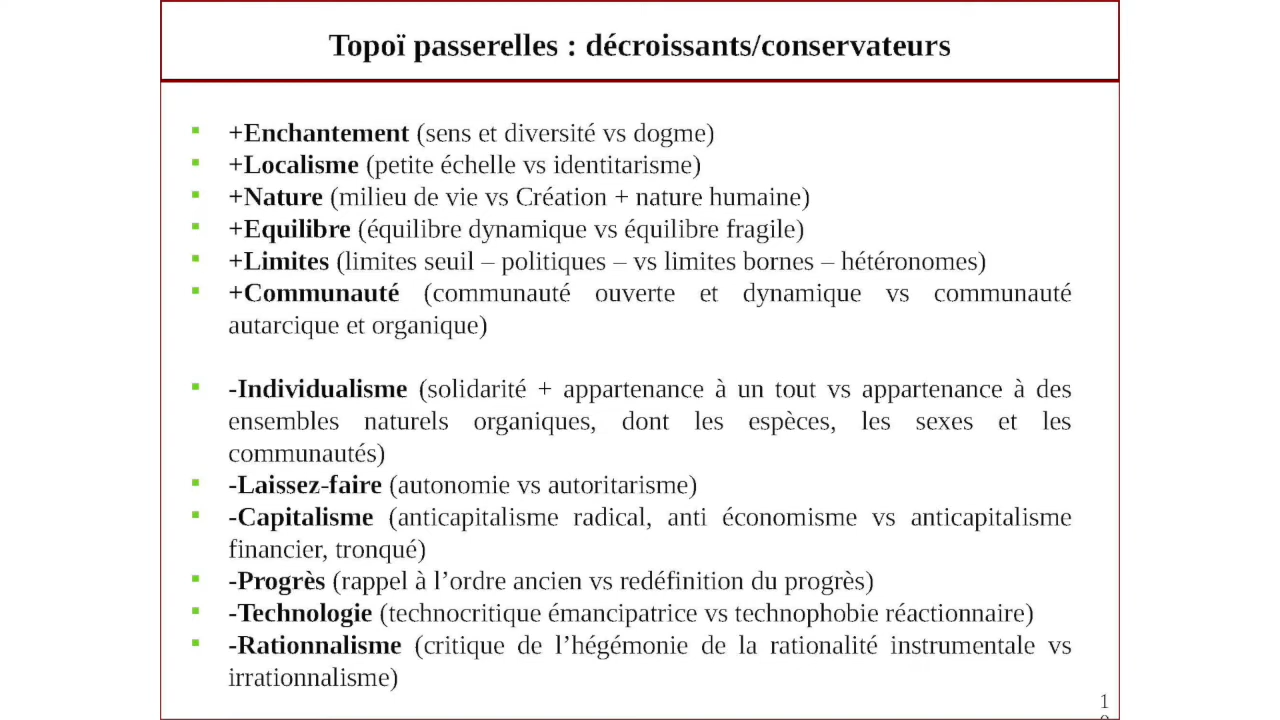 Topoï passerelles : décroissants/conservateurs
+Enchantement (sens et diversité vs dogme)
+Localisme (petite échelle vs identitarisme)
+Nature (milieu de vie vs Création + nature humaine)
+Equilibre (équilibre dynamique vs équilibre fragile)
+Limites (limites seuil – politiques – vs limites bornes – hétéronomes)
+Communauté (communauté ouverte et dynamique vs communauté
autarcique et organique)
-Individualisme (solidarité + appartenance à un tout vs appartenance à des
ensembles naturels organiques, dont les espèces, les sexes et les
communautés)
-Laissez-faire (autonomie vs autoritarisme)
-Capitalisme (anticapitalisme radical, anti économisme vs anticapitalisme
financier, tronqué)
-Progrès (rappel à l’ordre ancien vs redéfinition du progrès)
-Technologie (technocritique émancipatrice vs technophobie réactionnaire)
-Rationnalisme (critique de l’hégémonie de la rationalité instrumentale vs
irrationnalisme)
1